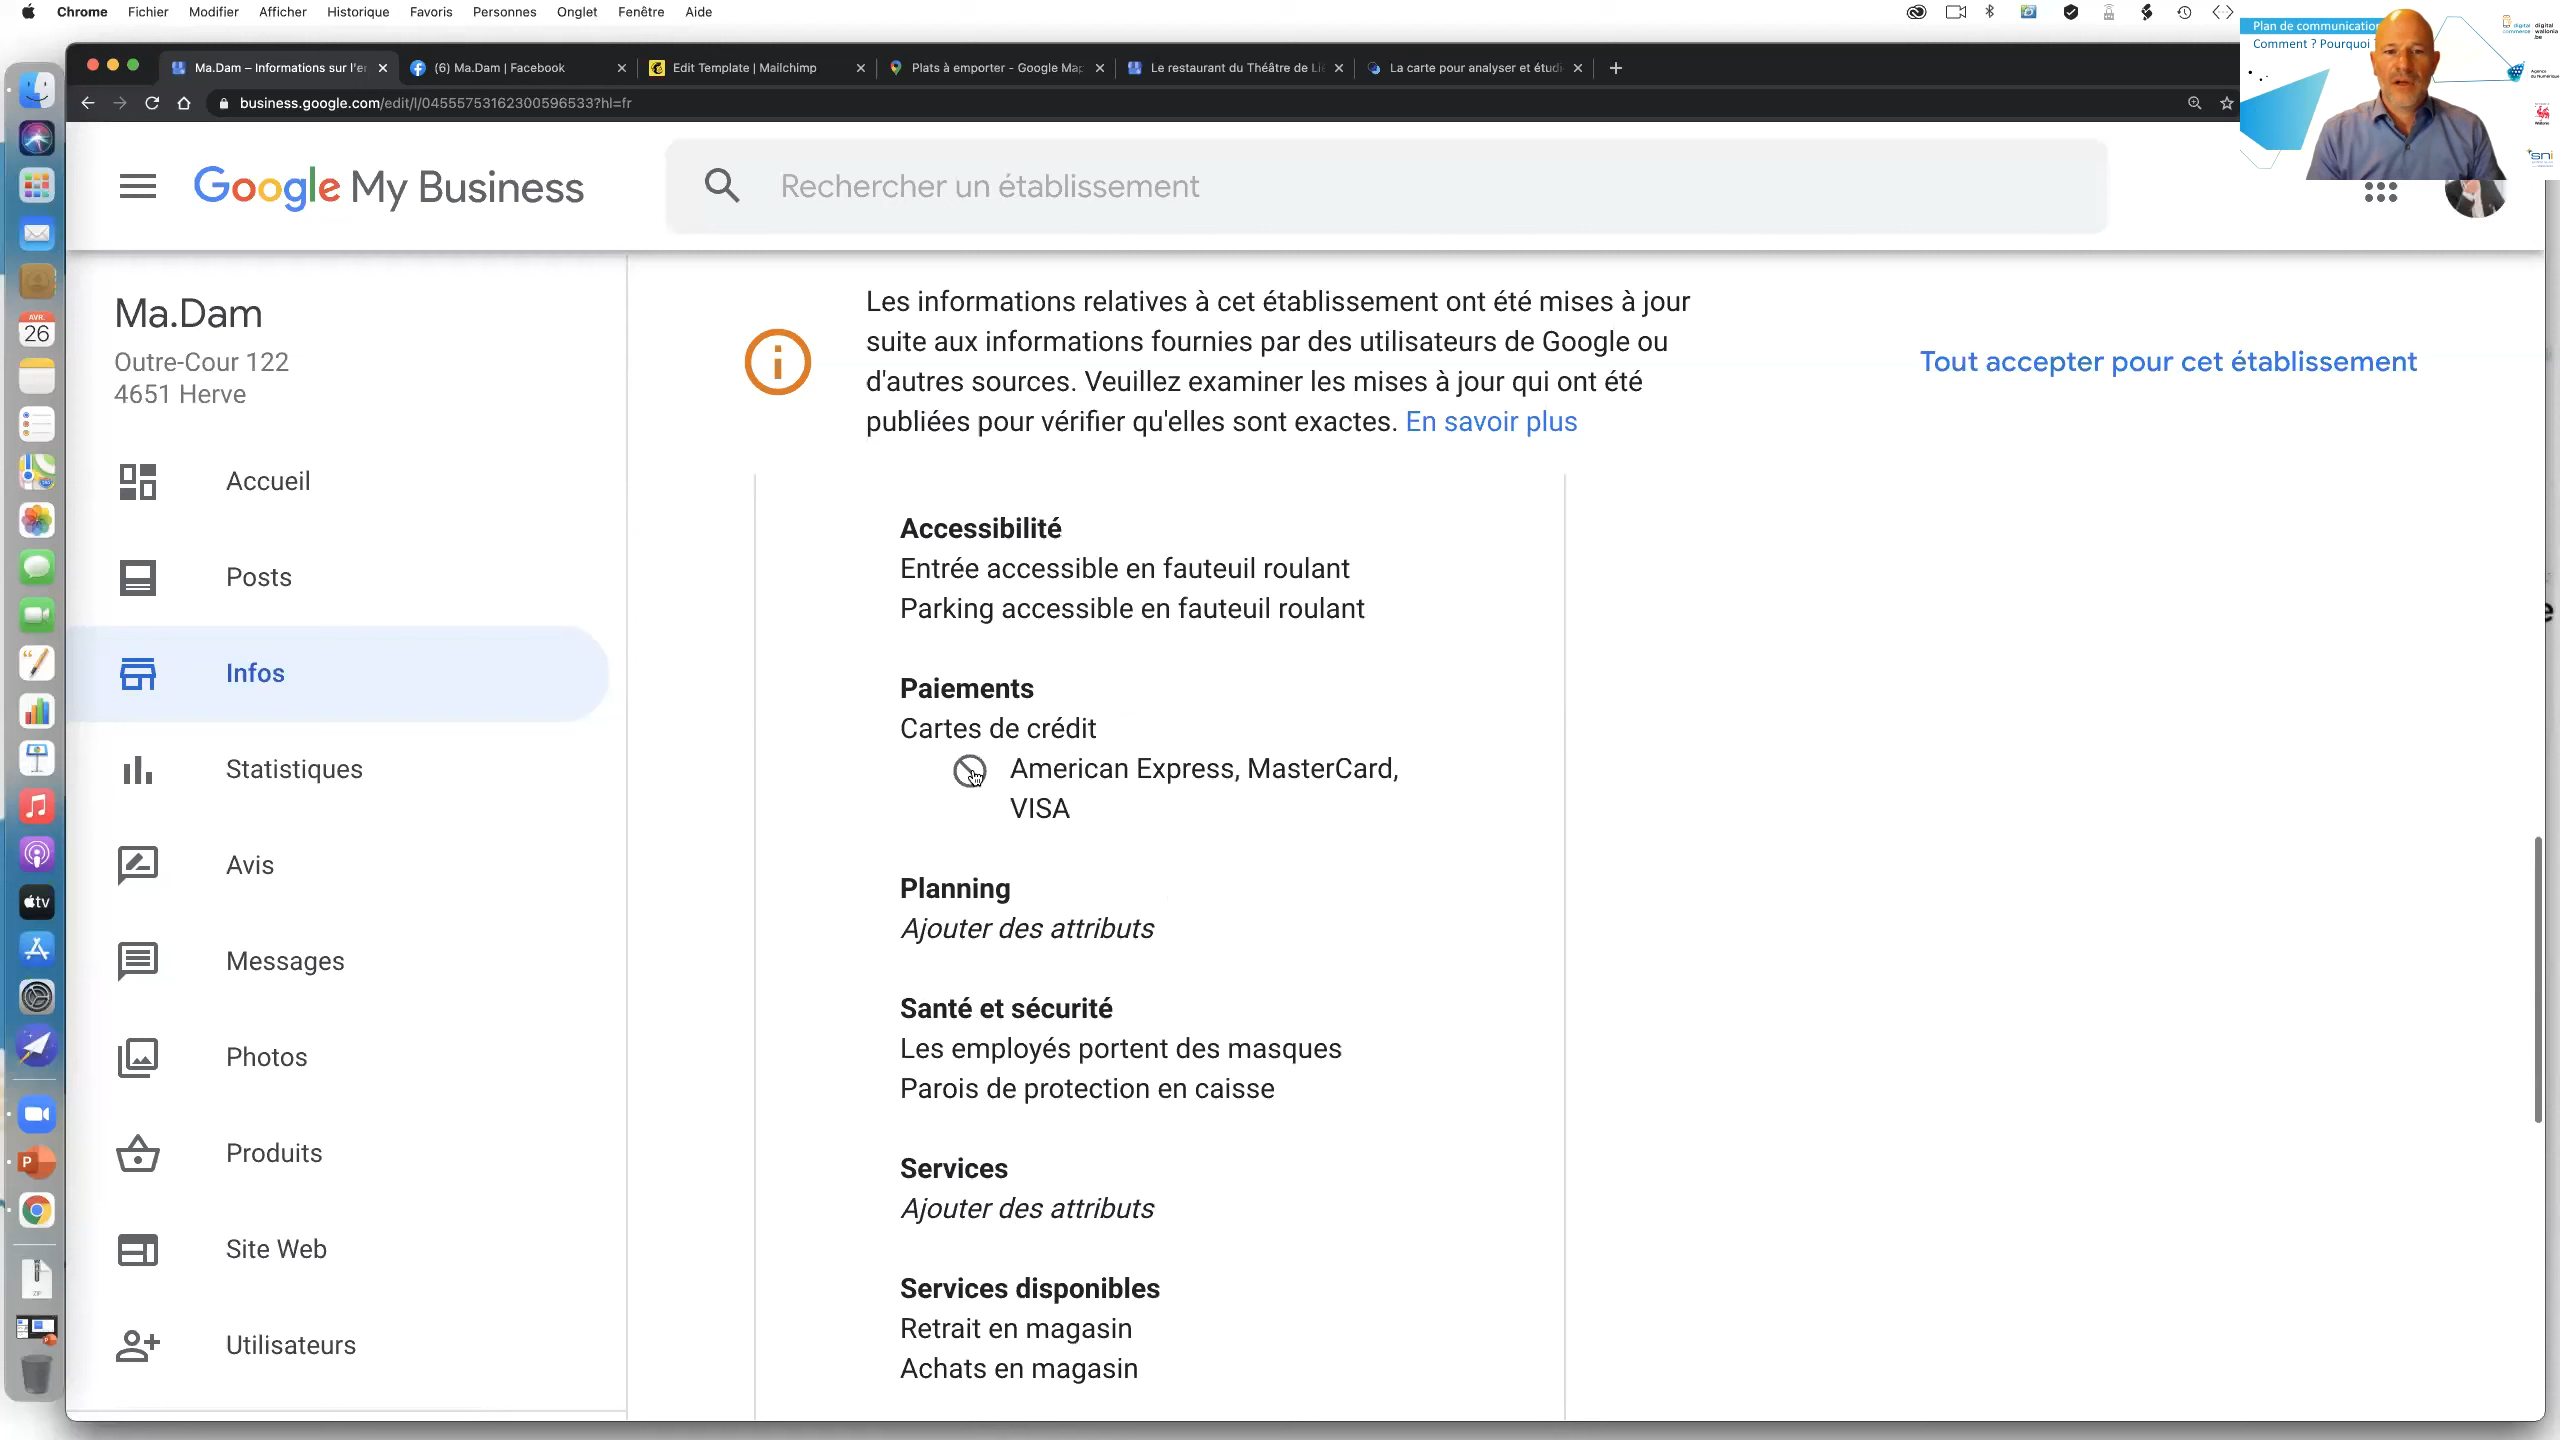 Chrome Fichier Modifier Afficher Historique Favoris Personnes Onglet Fenêtre Aide
Plan de communication
Comment ? Pourquoi ?
Ma.Dam – Informations sur l'e
(6) Ma.Dam | Facebook
Edit Template | Mailchimp
Plats à emporter - Google Ma
Le restaurant du Théâtre de Li
La carte pour analyser et étudi
business.google.com/edit/l/04555753162300596533?hl=fr
Google My Business
Rechercher un établissement
Ma.Dam
Outre-Cour 122
4651 Herve
Accueil
Posts
Infos
Statistiques
Avis
Messages
Photos
Produits
Site Web
Utilisateurs
Les informations relatives à cet établissement ont été mises à jour
suite aux informations fournies par des utilisateurs de Google ou
d'autres sources. Veuillez examiner les mises à jour qui ont été
publiées pour vérifier qu'elles sont exactes. En savoir plus
Tout accepter pour cet établissement
Accessibilité
Entrée accessible en fauteuil roulant
Parking accessible en fauteuil roulant
Paiements
Cartes de crédit
American Express, MasterCard,
VISA
Planning
Ajouter des attributs
Santé et sécurité
Les employés portent des masques
Parois de protection en caisse
Services
Ajouter des attributs
Services disponibles
Retrait en magasin
Achats en magasin
AVR.
26
tv
P
ZIP
sni